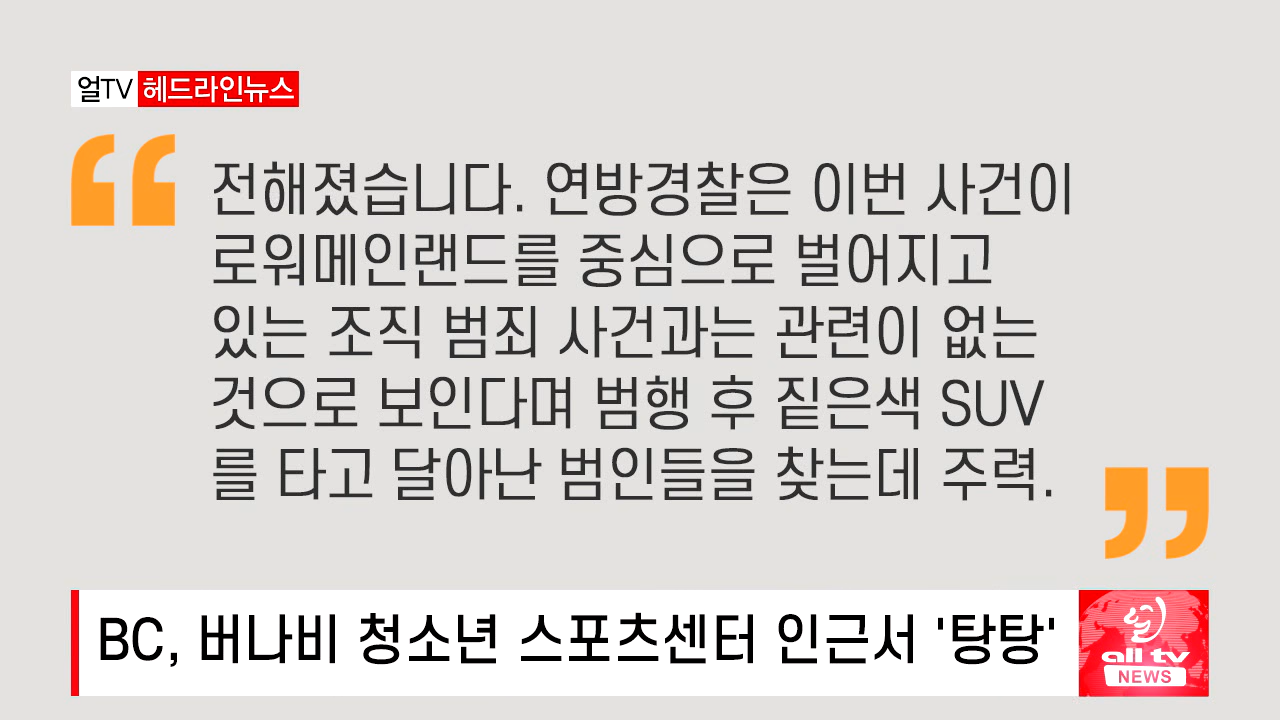 얼TV 헤드라인뉴스
전해졌습니다. 연방경찰은 이번 사건이
로워메인랜드를 중심으로 벌어지고
있는 조직 범죄 사건과는 관련이 없는
것으로 보인다며 범행 후 짙은색 SUV
를 타고 달아난 범인들을 찾는데 주력.
BC, 버나비 청소년 스포츠센터 인근서 '탕탕'
얼
all tv
NEWS